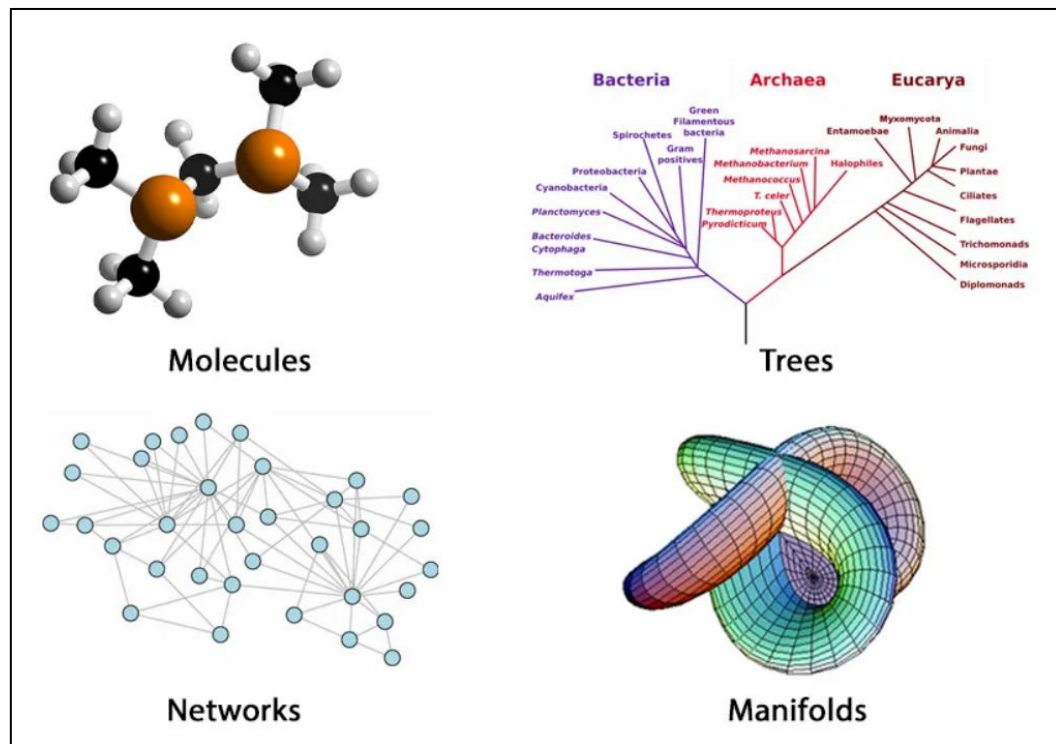 Bacteria Archaea Eucarya
Green
Filamentous
bacteria
Spirochetes
Gram
positives
Proteobacteria
Cyanobacteria
Planctomyces
Bacteroides
Cytophaga
Thermotoga
Aquifex
Methanosarcina
Methanobacterium
Halophiles
Methanococcus
T. celer
Thermoproteus
Pyrodicticum
Myxomycota
Entamoebae
Animalia
Fungi
Plantae
Ciliates
Flagellates
Trichomonads
Microsporidia
Diplomonads
Molecules
Trees
Networks
Manifolds